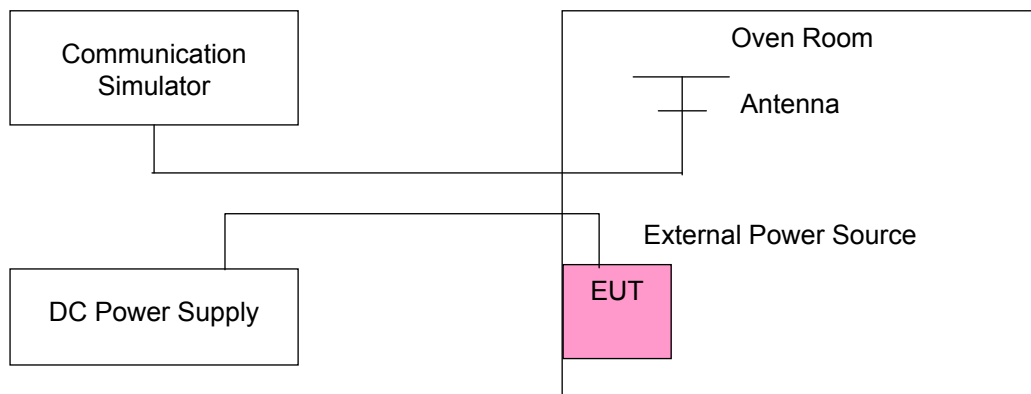 Communication
Simulator
Oven Room
Antenna
External Power Source
DC Power Supply
EUT